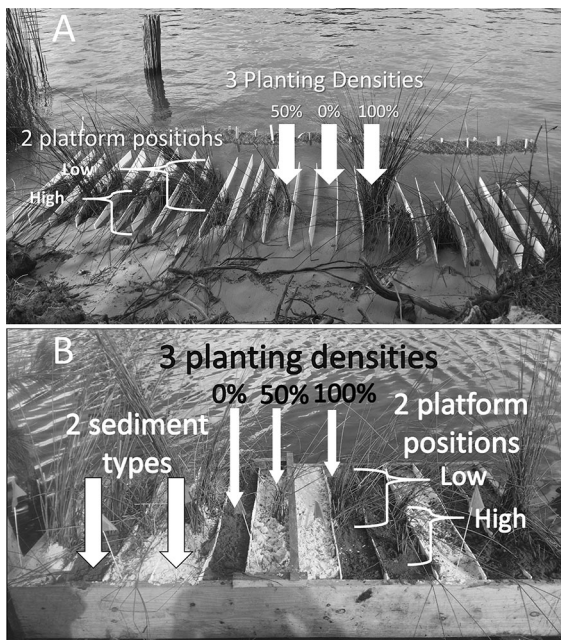 A
3 Planting Densities
50% 0% 100%
2 platform positions
Low
High
B
3 planting densities
0% 50% 100%
2 sediment types
2 platform positions
Low
High